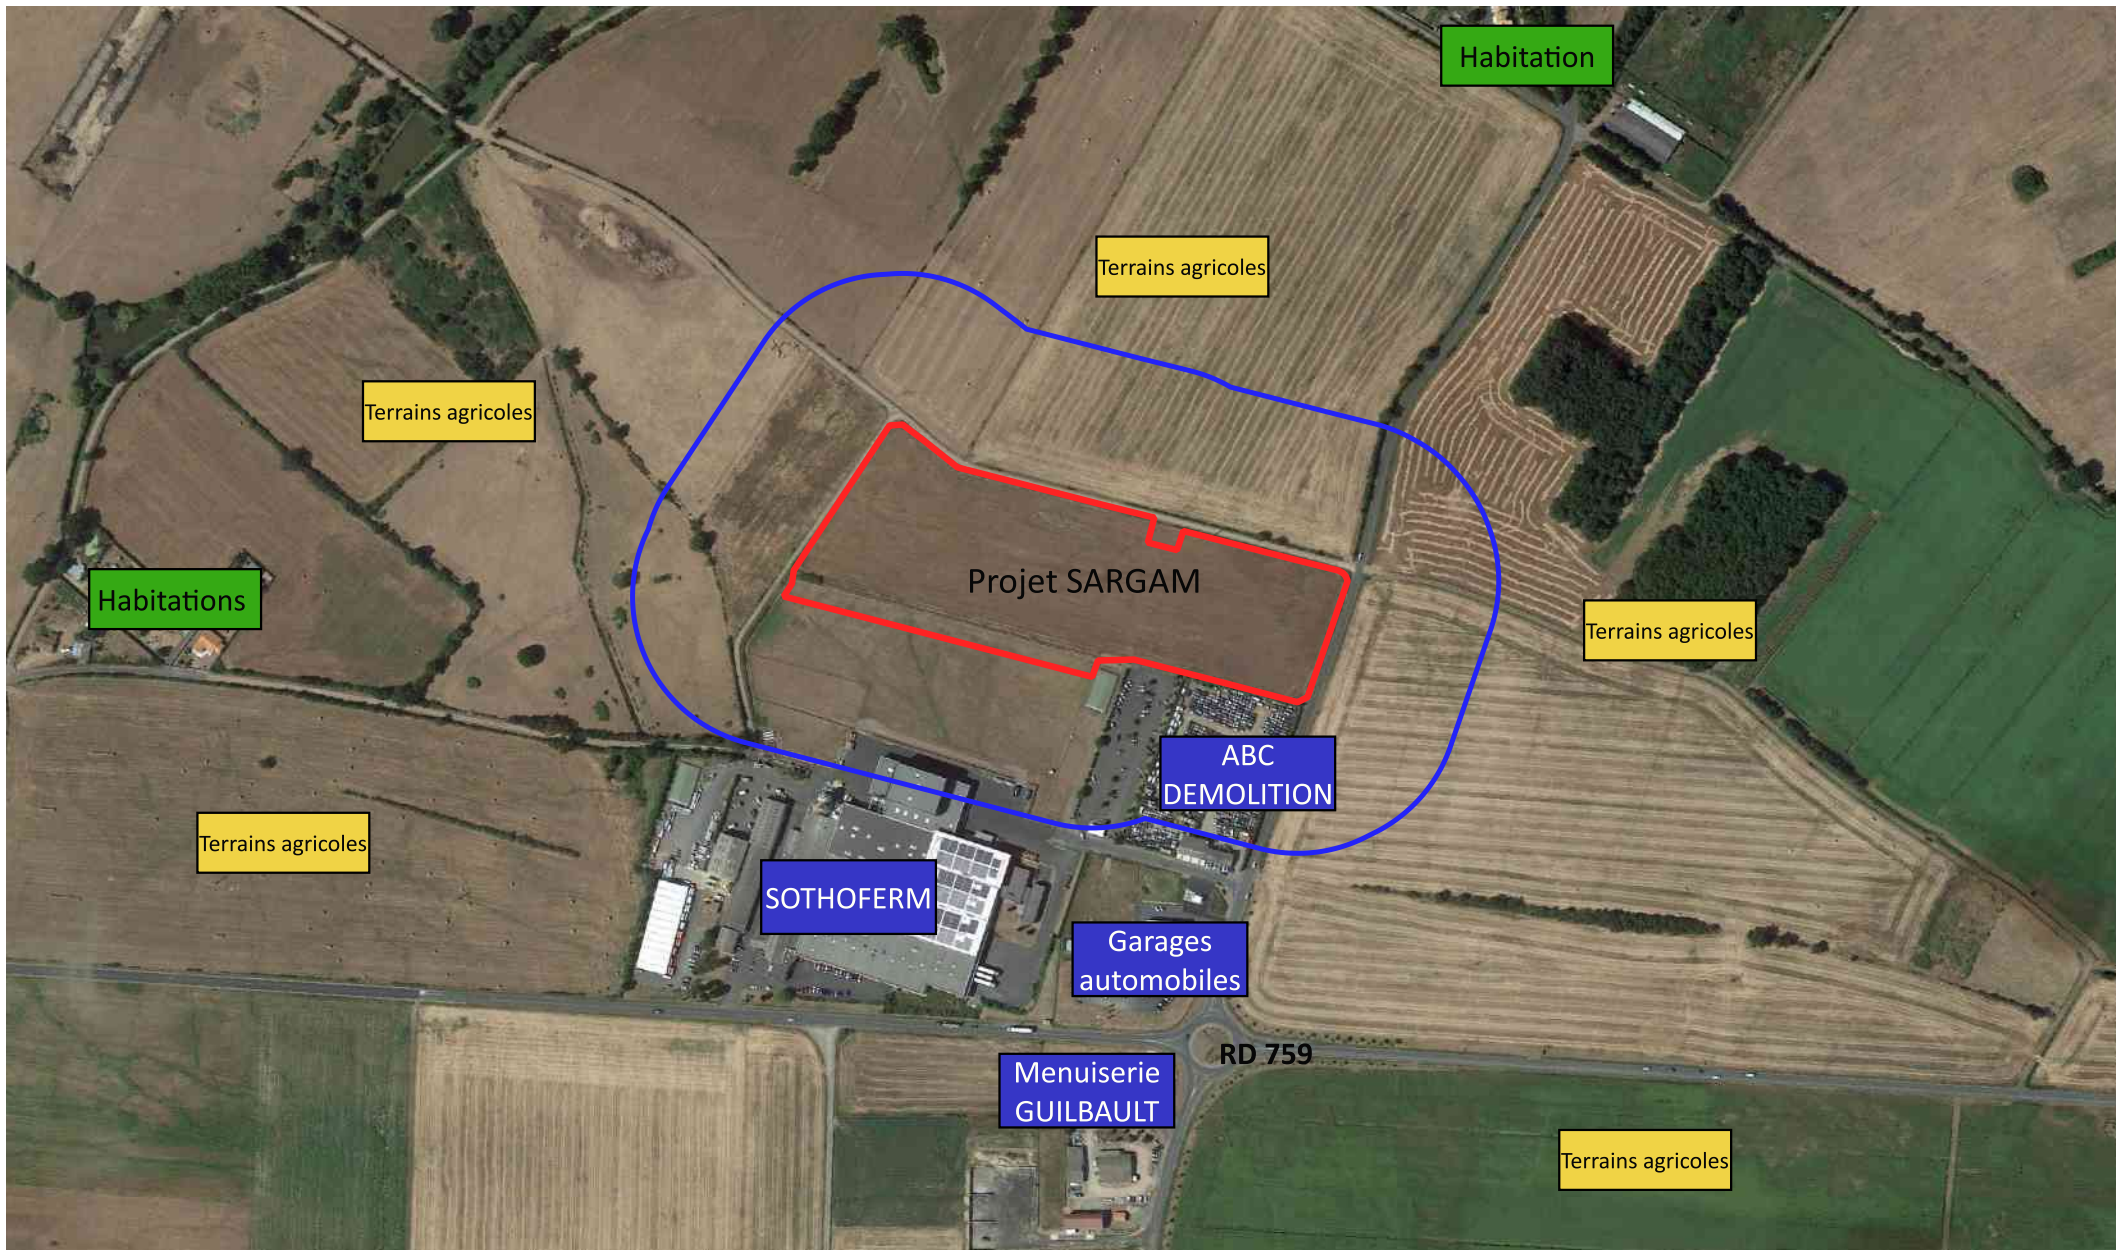 Habitation
Terrains agricoles
Terrains agricoles
Projet SARGAM
Habitations
Terrains agricoles
ABC
DEMOLITION
Terrains agricoles
SOTHOFERM
Garages
automobiles
RD 759
Menuiserie
GUILBAULT
Terrains agricoles